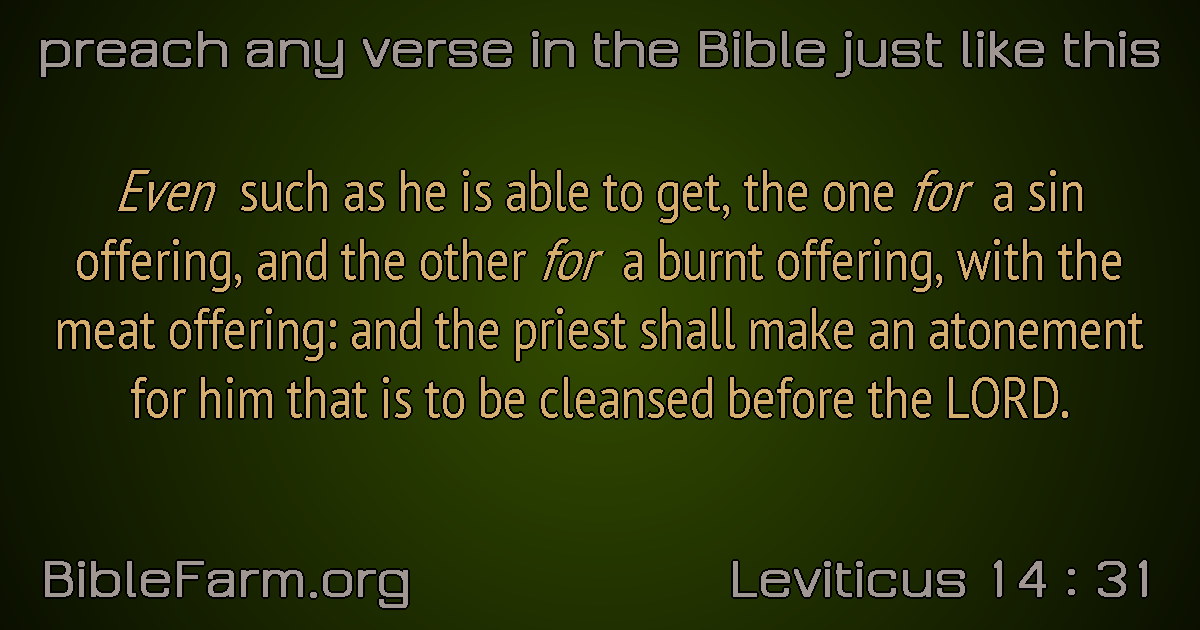 preach any verse in the Bible just like this
Even such as he is able to get, the one for a sin
offering, and the other for a burnt offering, with the
meat offering: and the priest shall make an atonement
for him that is to be cleansed before the LORD.
BibleFarm.org
Leviticus 14 : 31